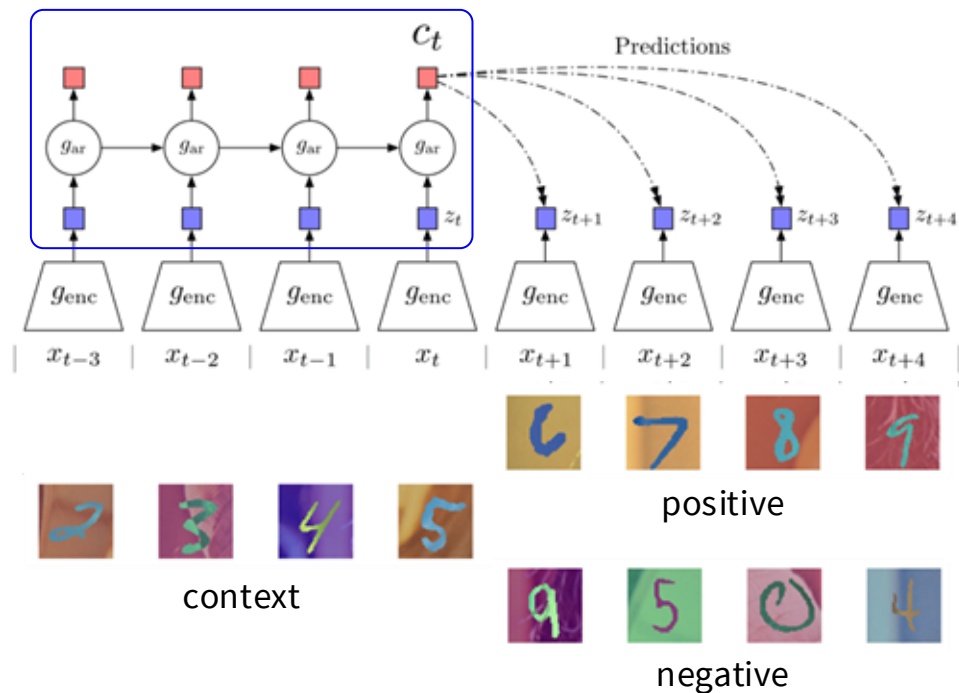 c_t
Predictions
g_ar g_ar g_ar g_ar
z_t z_{t+1} z_{t+2} z_{t+3} z_{t+4}
g_enc g_enc g_enc g_enc g_enc g_enc g_enc g_enc
x_{t-3} x_{t-2} x_{t-1} x_t x_{t+1} x_{t+2} x_{t+3} x_{t+4}
6 7 8 9
positive
2 3 4 5
context
9 5 0 4
negative